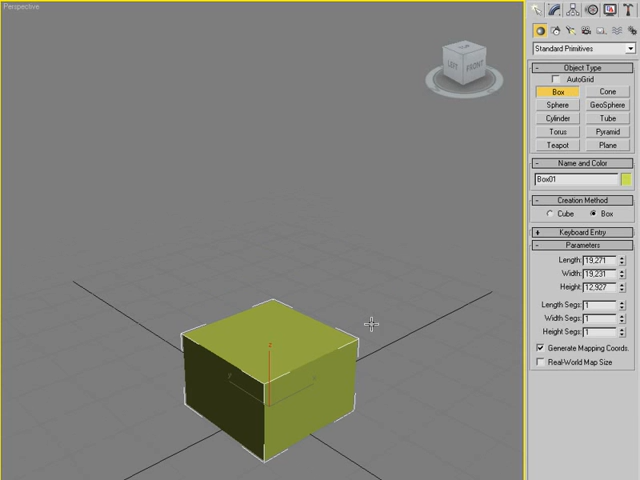 Perspective
LEFT FRONT
Standard Primitives
- Object Type
AutoGrid
Box Cone
Sphere GeoSphere
Cylinder Tube
Torus Pyramid
Teapot Plane
- Name and Color
Box01
- Creation Method
Cube Box
+ Keyboard Entry
- Parameters
Length: 19,271
Width: 19,231
Height: 12,927
Length Segs: 1
Width Segs: 1
Height Segs: 1
Generate Mapping Coords.
Real-World Map Size
z